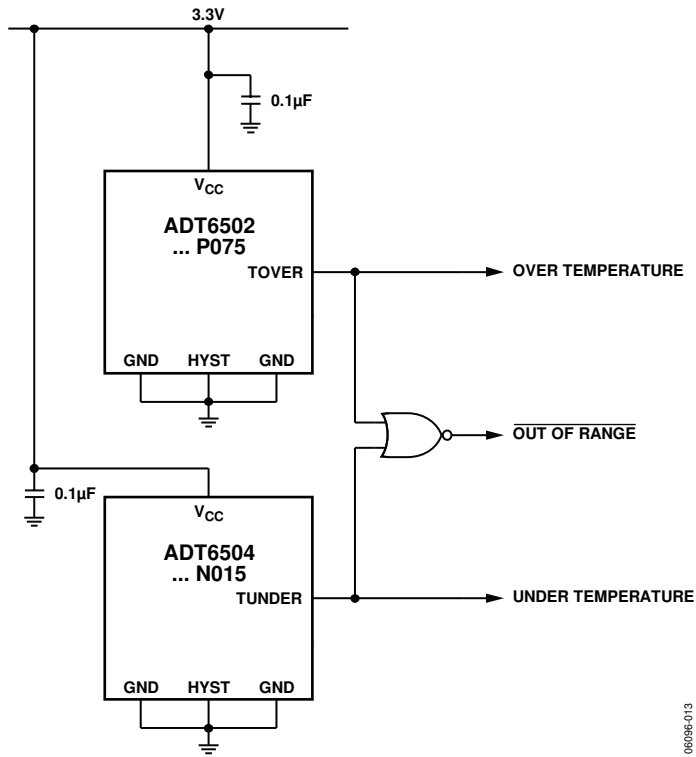 3.3V
0.1µF
VCC
ADT6502
... P075
TOVER
OVER TEMPERATURE
GND HYST GND
OUT OF RANGE
0.1µF
VCC
ADT6504
... N015
TUNDER
UNDER TEMPERATURE
GND HYST GND
06096-013